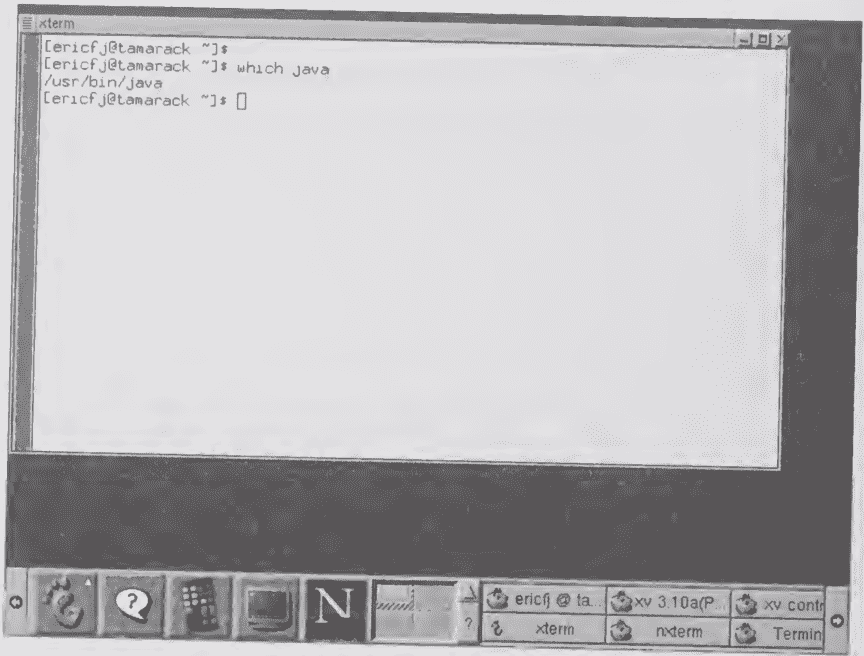 xterm
[ericfj@tamarack ~]$
[ericfj@tamarack ~]$ which java
/usr/bin/java
[ericfj@tamarack ~]$
?
N
?
ericfj @ ta...
xv 3.10a(P...
xv contr
xterm
nxterm
Termin